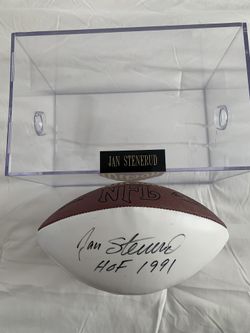 JAN STENERUD
NFL
Jan Stenerud
HOF 1991